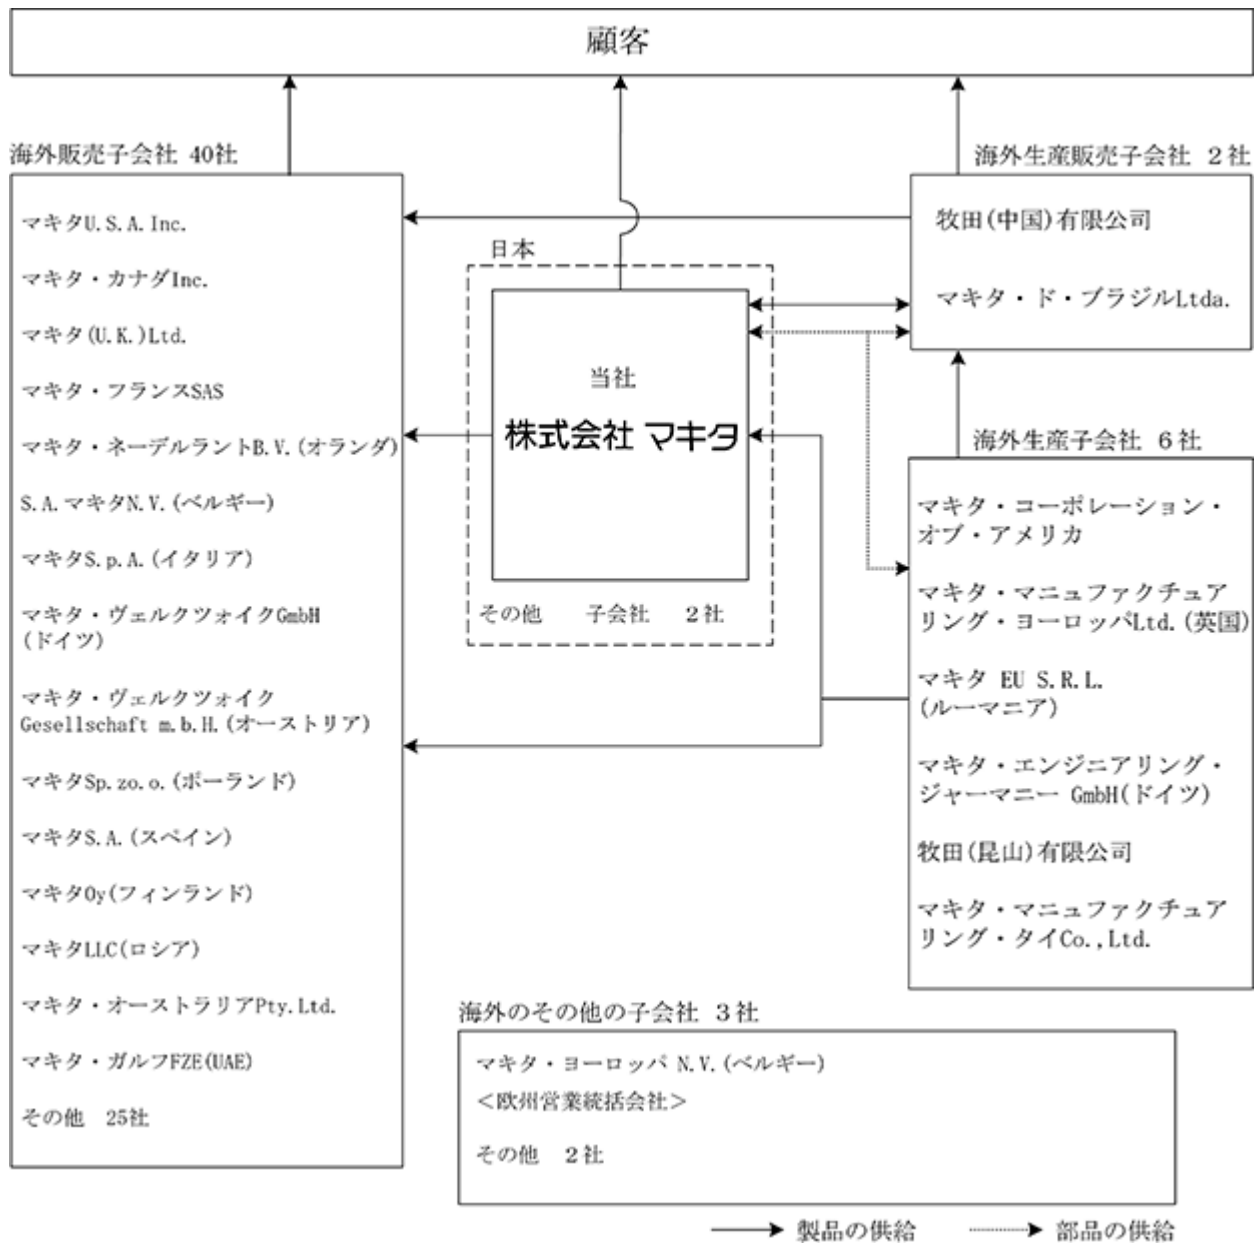 顧客
海外販売子会社 40社
マキタU.S.A.Inc.
マキタ・カナダInc.
マキタ(U.K.)Ltd.
マキタ・フランスSAS
マキタ・ネーデルラントB.V.(オランダ)
S.A.マキタN.V.(ベルギー)
マキタS.p.A.(イタリア)
マキタ・ヴェルクツォイクGmbH
(ドイツ)
マキタ・ヴェルクツォイク
Gesellschaft m.b.H.(オーストリア)
マキタSp.zo.o.(ポーランド)
マキタS.A.(スペイン)
マキタOy(フィンランド)
マキタLLC(ロシア)
マキタ・オーストラリアPty.Ltd.
マキタ・ガルフFZE(UAE)
その他 25社
日本
当社
株式会社 マキタ
その他 子会社 2社
海外生産販売子会社 2社
牧田(中国)有限公司
マキタ・ド・ブラジルLtda.
海外生産子会社 6社
マキタ・コーポレーション・
オブ・アメリカ
マキタ・マニュファクチュア
リング・ヨーロッパLtd.(英国)
マキタ EU S.R.L.
(ルーマニア)
マキタ・エンジニアリング・
ジャーマニー GmbH(ドイツ)
牧田(昆山)有限公司
マキタ・マニュファクチュア
リング・タイCo.,Ltd.
海外のその他の子会社 3社
マキタ・ヨーロッパ N.V.(ベルギー)
<欧州営業統括会社>
その他 2社
製品の供給 部品の供給